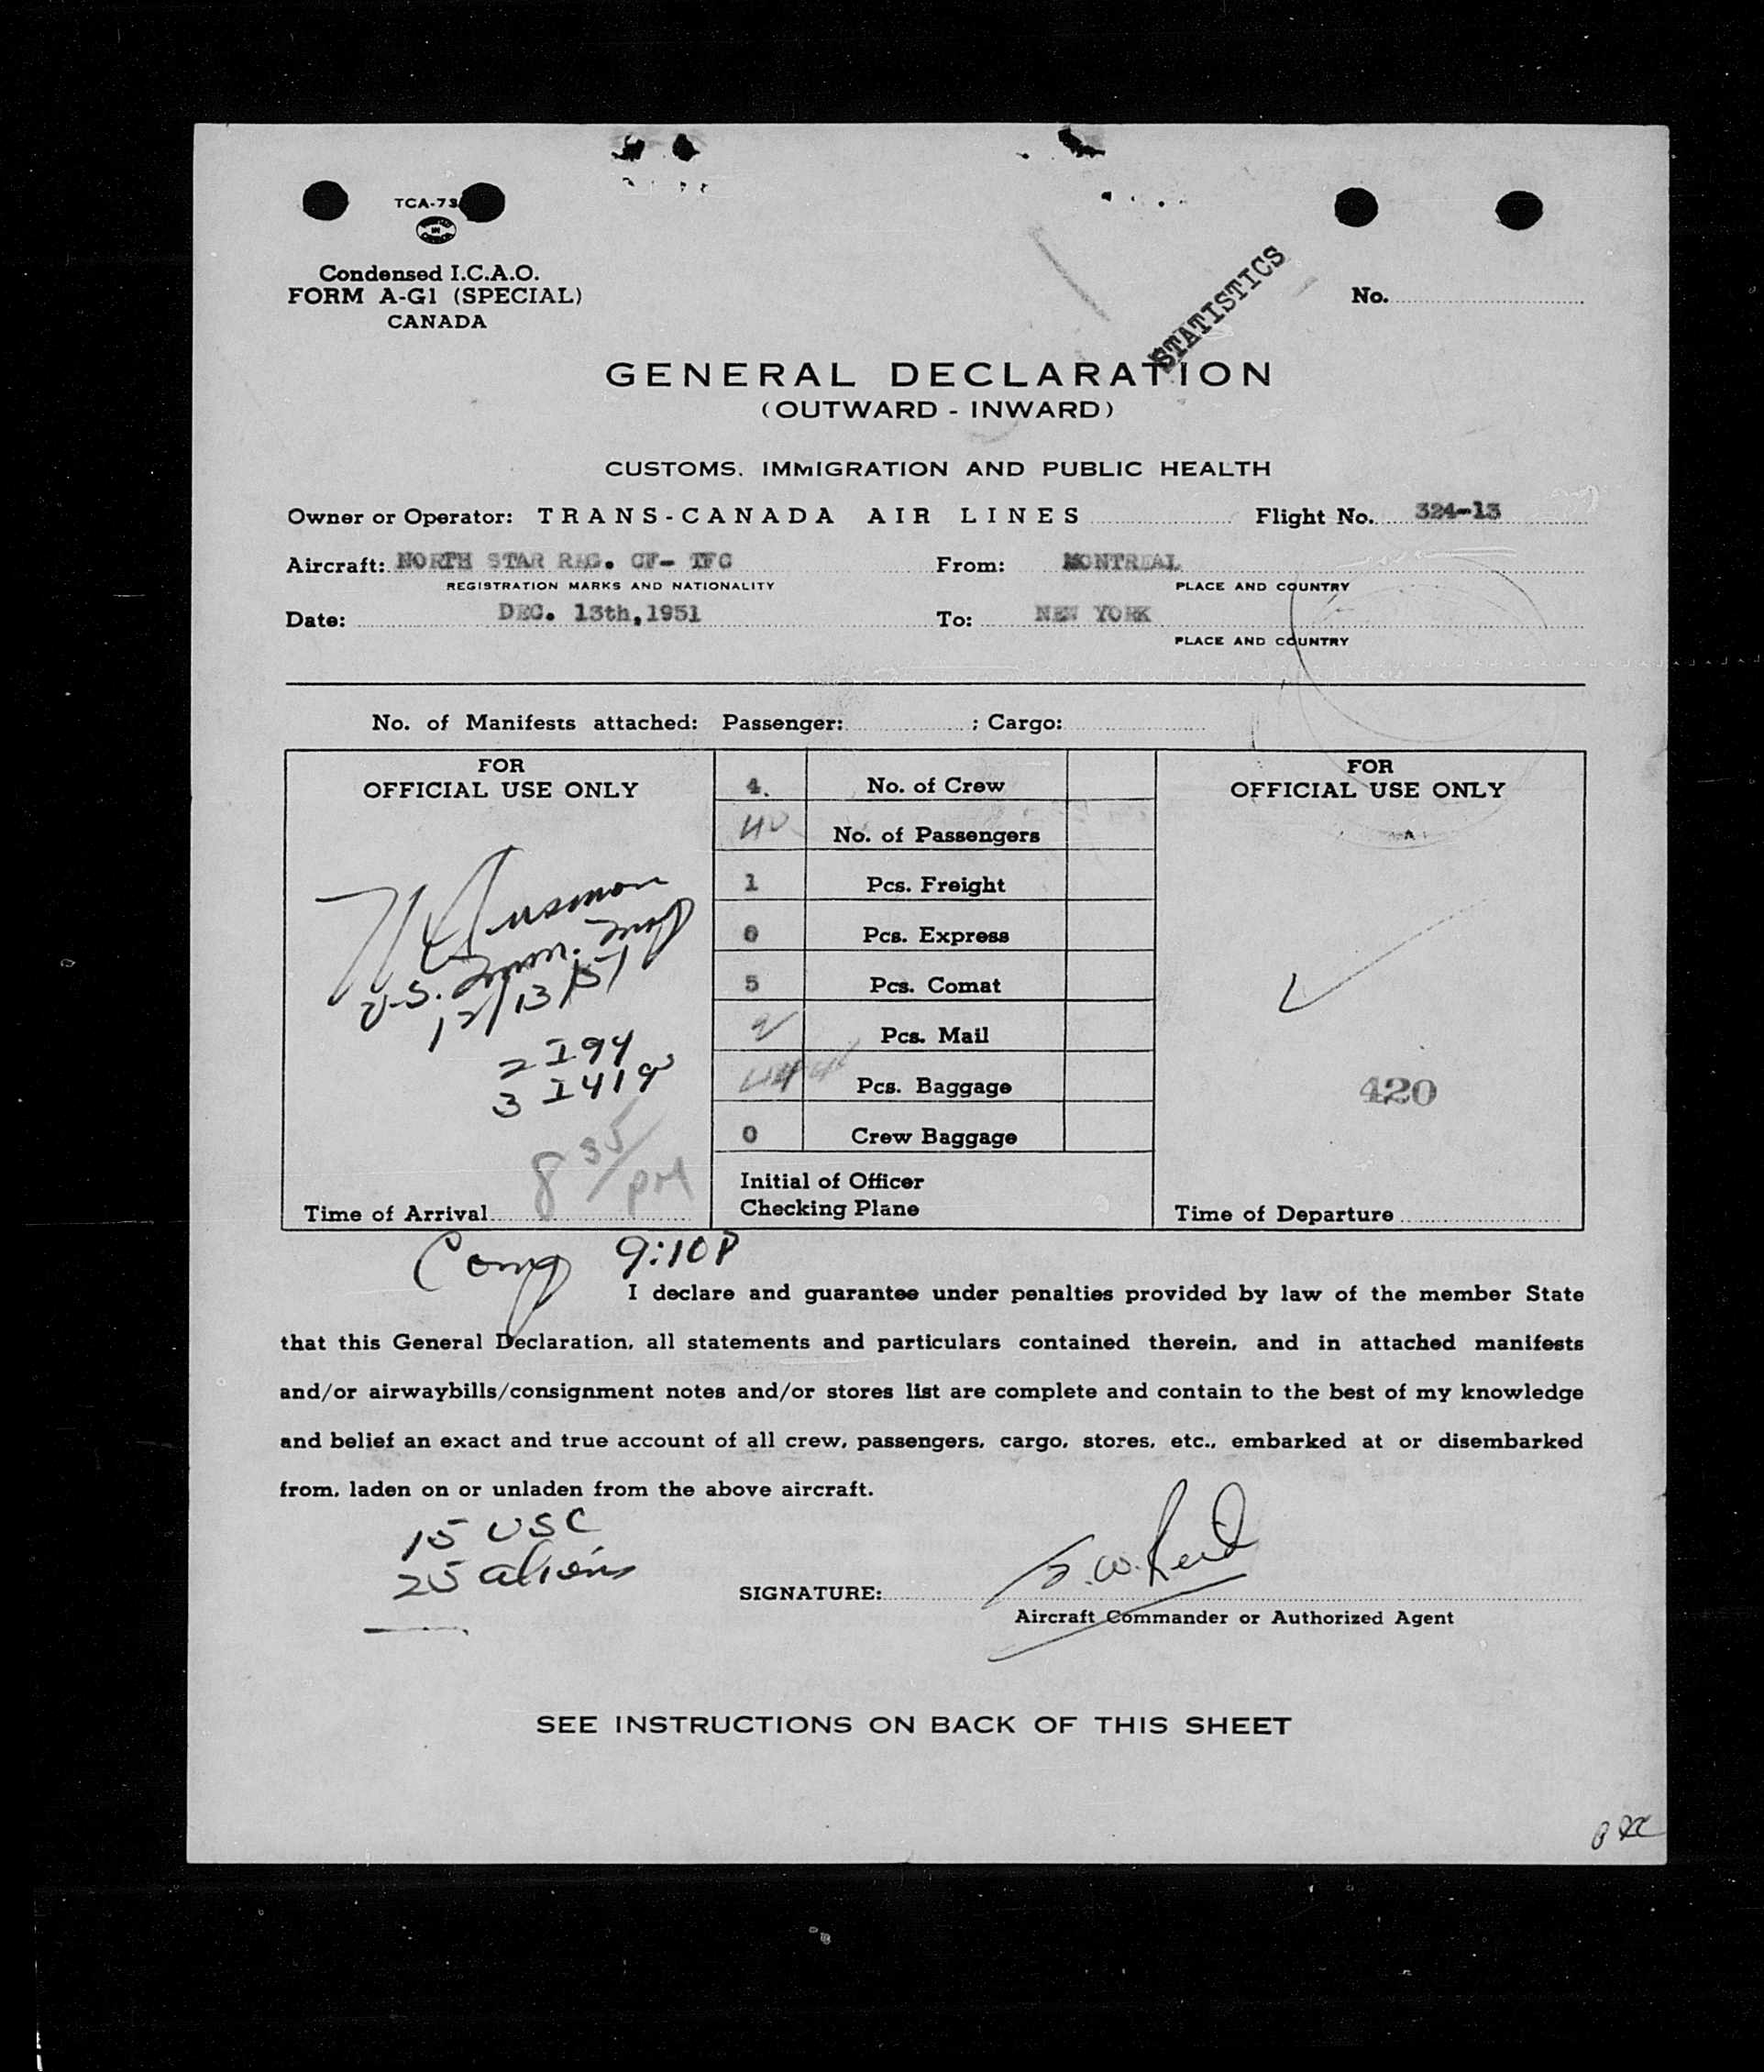 TCA-73
Condensed I.C.A.O.
FORM A-G1 (SPECIAL)
CANADA
STATISTICS
No.
GENERAL DECLARATION
(OUTWARD - INWARD)
CUSTOMS. IMMIGRATION AND PUBLIC HEALTH
Owner or Operator: TRANS-CANADA AIR LINES Flight No. 324-13
Aircraft: NORTH STAR REG. CF- TFG From: MONTREAL
REGISTRATION MARKS AND NATIONALITY PLACE AND COUNTRY
Date: DEC. 13th,1951 To: NEW YORK
PLACE AND COUNTRY
No. of Manifests attached: Passenger: ; Cargo:
FOR
OFFICIAL USE ONLY
U.S. Imm. Insp
12/13/51
2 I94
3 I419
8 35/PM
Time of Arrival
4. No. of Crew
40 No. of Passengers
1 Pcs. Freight
0 Pcs. Express
5 Pcs. Comat
2 Pcs. Mail
44 Pcs. Baggage
0 Crew Baggage
Initial of Officer
Checking Plane
FOR
OFFICIAL USE ONLY
420
Time of Departure
Comp 9:10P
I declare and guarantee under penalties provided by law of the member State
that this General Declaration, all statements and particulars contained therein, and in attached manifests
and/or airwaybills/consignment notes and/or stores list are complete and contain to the best of my knowledge
and belief an exact and true account of all crew, passengers, cargo, stores, etc., embarked at or disembarked
from, laden on or unladen from the above aircraft.
15 USC
25 aliens
SIGNATURE: W. Reid
Aircraft Commander or Authorized Agent
SEE INSTRUCTIONS ON BACK OF THIS SHEET